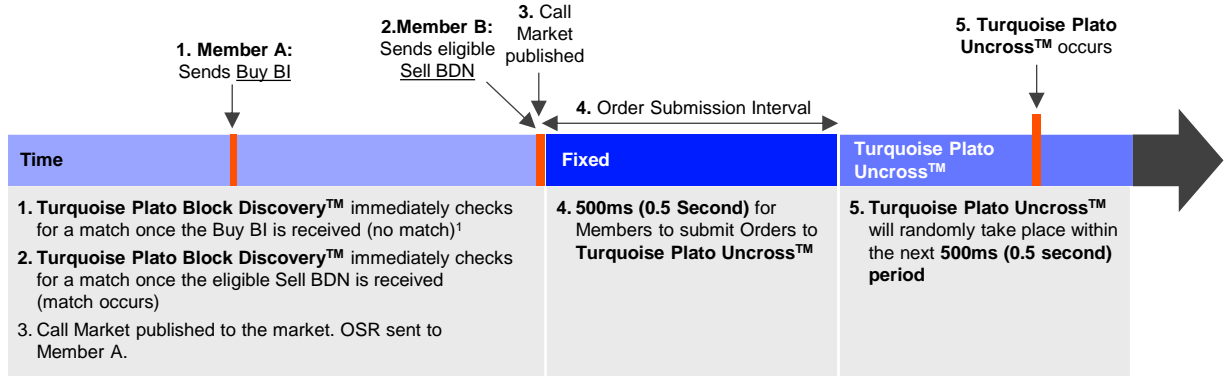 1. Member A:
Sends Buy BI
2.Member B:
Sends eligible
Sell BDN
3. Call
Market
published
4. Order Submission Interval
5. Turquoise Plato
Uncross™ occurs
Time
Fixed
Turquoise Plato
Uncross™
1. Turquoise Plato Block Discovery™ immediately checks
for a match once the Buy BI is received (no match)¹
2. Turquoise Plato Block Discovery™ immediately checks
for a match once the eligible Sell BDN is received
(match occurs)
3. Call Market published to the market. OSR sent to
Member A.
4. 500ms (0.5 Second) for
Members to submit Orders to
Turquoise Plato Uncross™
5. Turquoise Plato Uncross™
will randomly take place within
the next 500ms (0.5 second)
period